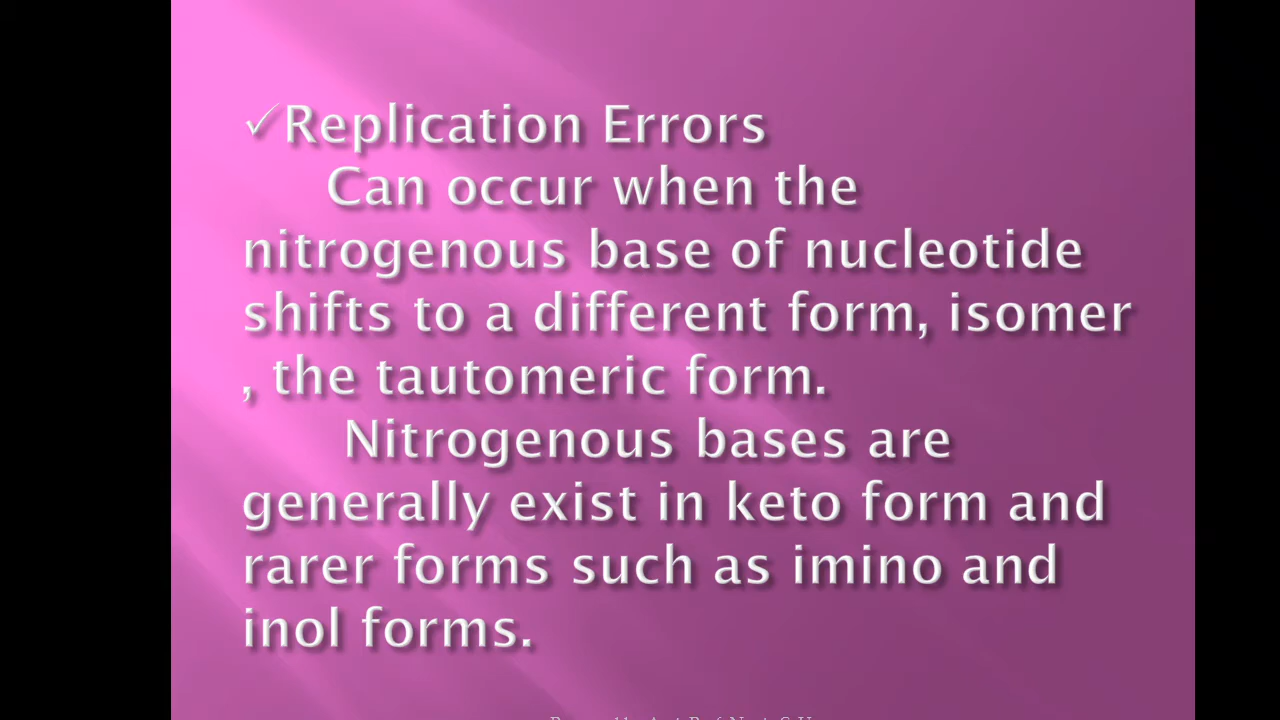 ✓Replication Errors
Can occur when the
nitrogenous base of nucleotide
shifts to a different form, isomer
, the tautomeric form.
Nitrogenous bases are
generally exist in keto form and
rarer forms such as imino and
inol forms.